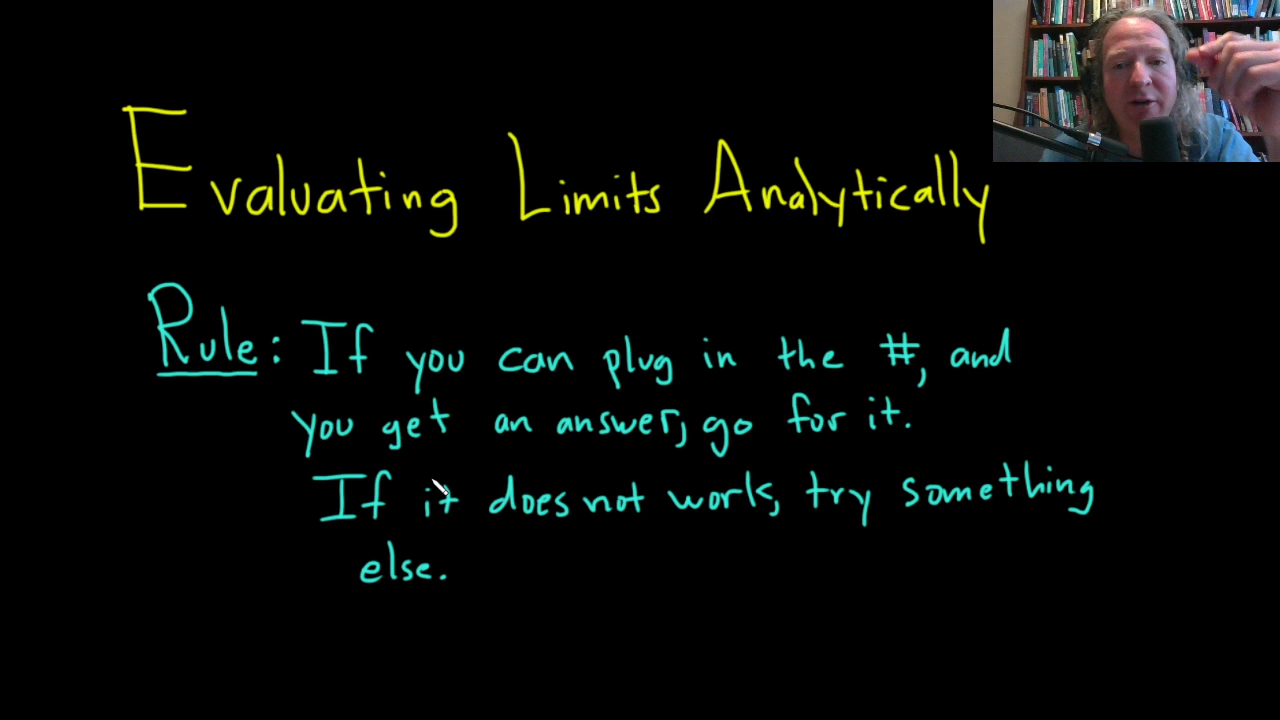 Evaluating Limits Analytically
Rule: If you can plug in the #, and
you get an answer, go for it.
If it does not work, try something
else.